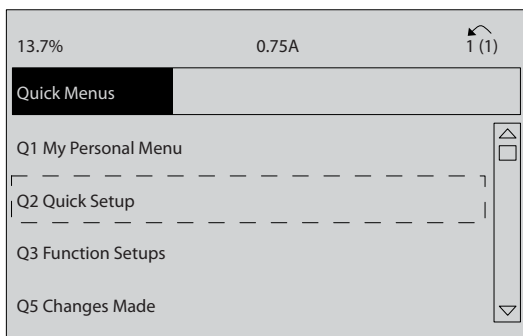 13.7% 0.75A 1 (1)
Quick Menus
Q1 My Personal Menu
Q2 Quick Setup
Q3 Function Setups
Q5 Changes Made